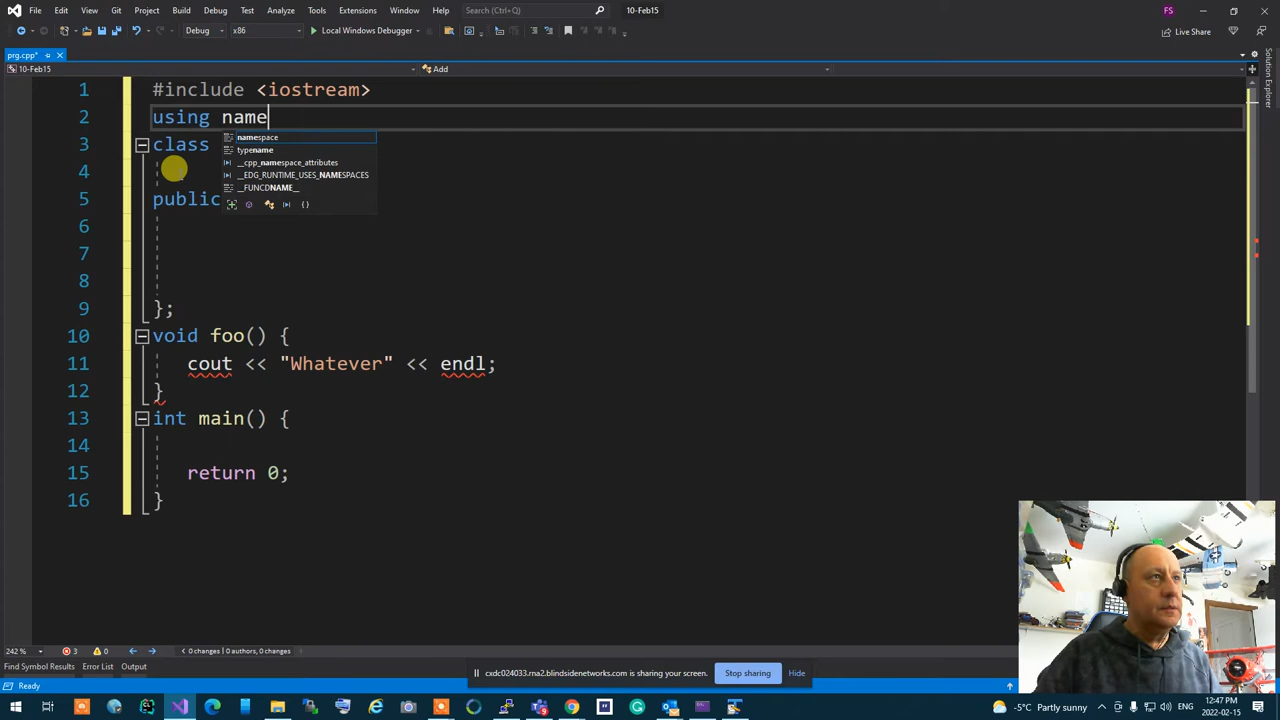 File Edit View Git Project Build Debug Test Analyze Tools Extensions Window Help Search (Ctrl+Q) 10-Feb15 FS
Debug x86 Local Windows Debugger Live Share
prg.cpp*
10-Feb15 Add
Solution Explorer
1 #include <iostream>
2 using name
namespace
3 class
typename
__cpp_namespace_attributes
4
__EDG_RUNTIME_USES_NAMESPACES
__FUNCDNAME__
5 public
6
7
8
9 };
10 void foo() {
11 cout << "Whatever" << endl;
12 }
13 int main() {
14
15 return 0;
16 }
242 % 3 0 0 changes | 0 authors, 0 changes
Find Symbol Results Error List Output
cxdc024033.rna2.blindsidenetworks.com is sharing your screen. Stop sharing Hide
Ready
-5°C Partly sunny ENG 12:47 PM
2022-02-15